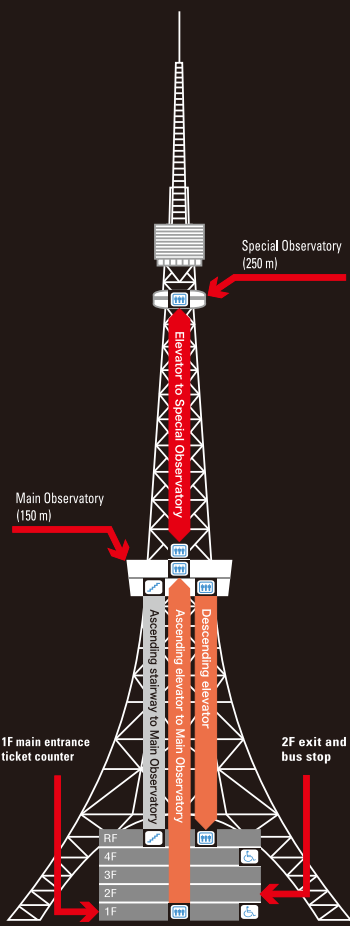 Special Observatory
(250 m)
Elevator to Special Observatory
Main Observatory
(150 m)
Ascending stairway to Main Observatory
Ascending elevator to Main Observatory
Descending elevator
1F main entrance
ticket counter
2F exit and
bus stop
RF
4F
3F
2F
1F